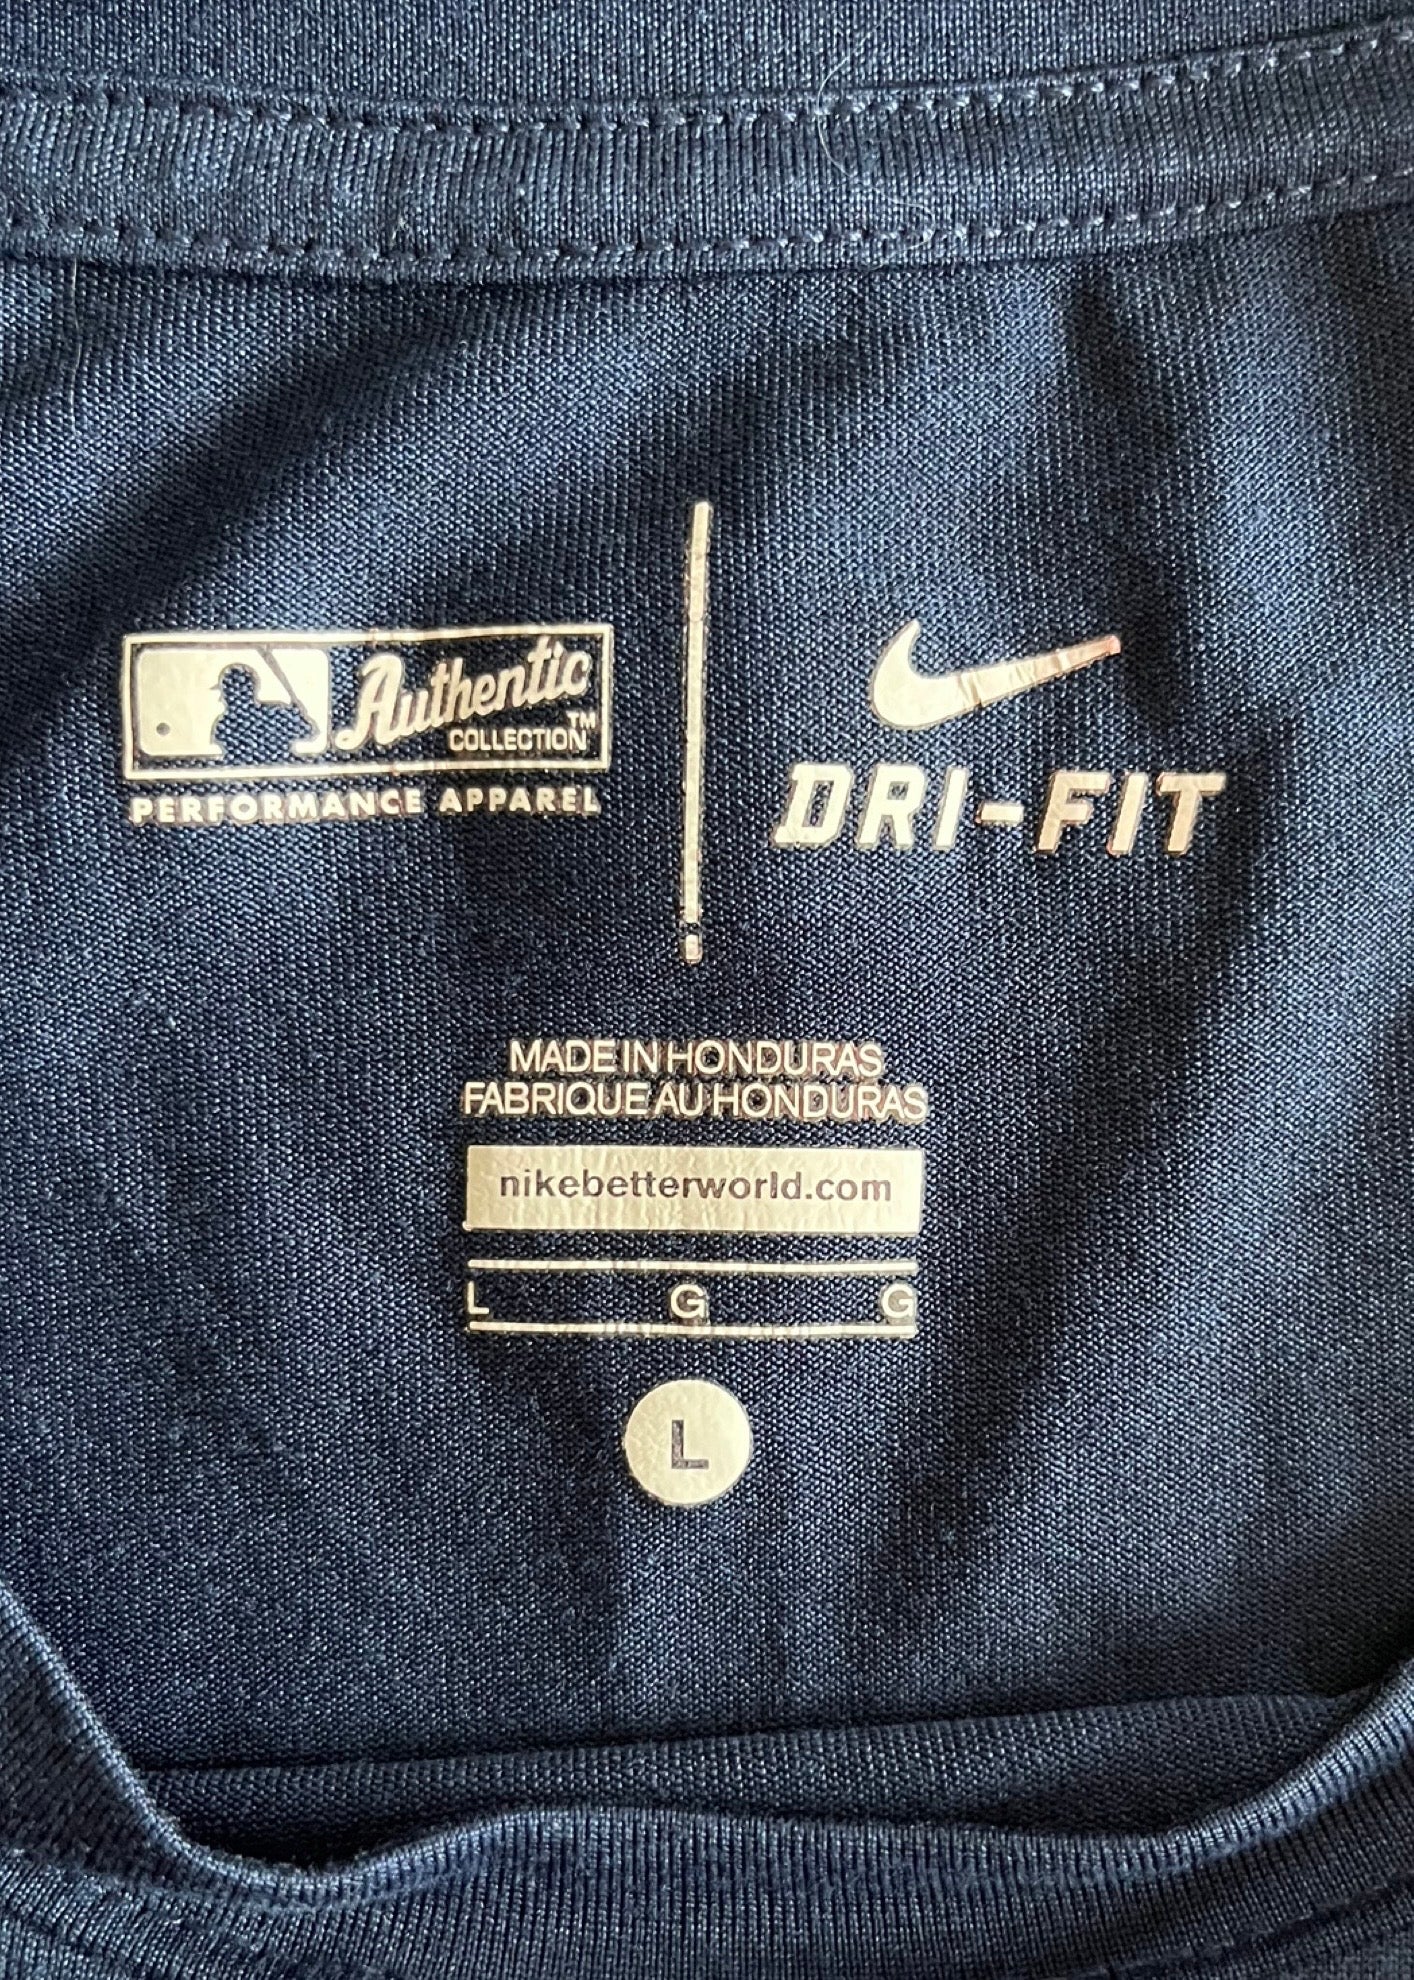 Authentic
COLLECTION™
PERFORMANCE APPAREL
DRI-FIT
MADE IN HONDURAS
FABRIQUE AU HONDURAS
nikebetterworld.com
L G G
L